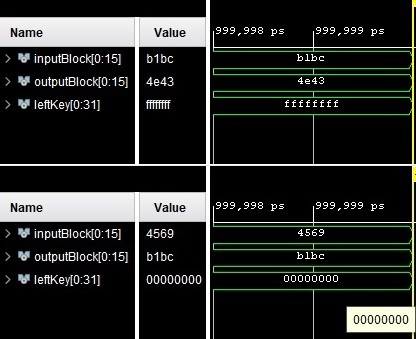 Name Value 999,998 ps 999,999 ps
inputBlock[0:15] b1bc b1bc
outputBlock[0:15] 4e43 4e43
leftKey[0:31] ffffffff ffffffff
Name Value 999,998 ps 999,999 ps
inputBlock[0:15] 4569 4569
outputBlock[0:15] b1bc b1bc
leftKey[0:31] 00000000 00000000
00000000